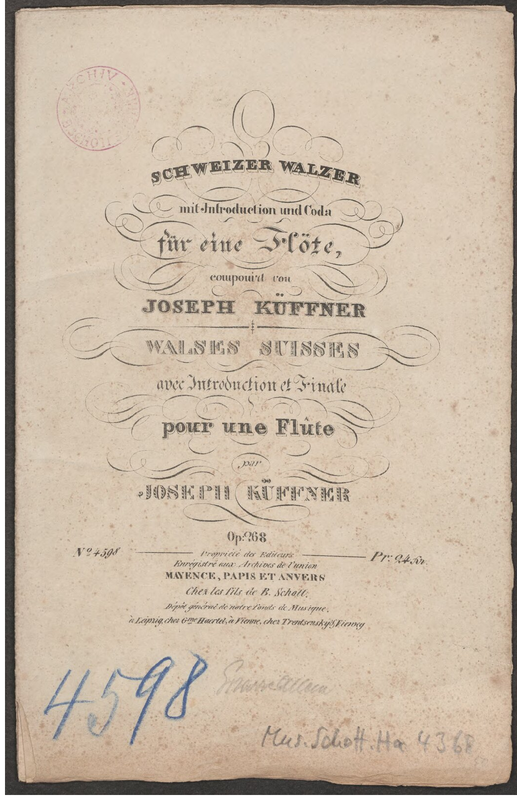 SCHWEIZER WALZER
mit Introduction und Coda
für eine Flöte,
componirt von
JOSEPH KÜFFNER
WALSES SUISSES
avec Introduction et Finale
pour une Flûte
par
JOSEPH KÜFFNER
Op: 268
No 4598
Propriété des Editeurs
Pr: 24 Kr
Enregistré aux Archives de l'union
MAYENCE, PARIS ET ANVERS
Chez les fils de B. Schott.
Dépôt général de notre fonds de Musique,
à Leipzig, chez Gme Haertel, à Vienne, chez Trentsensky & Vieweg
4598
Mus. Schott. Ha 4368